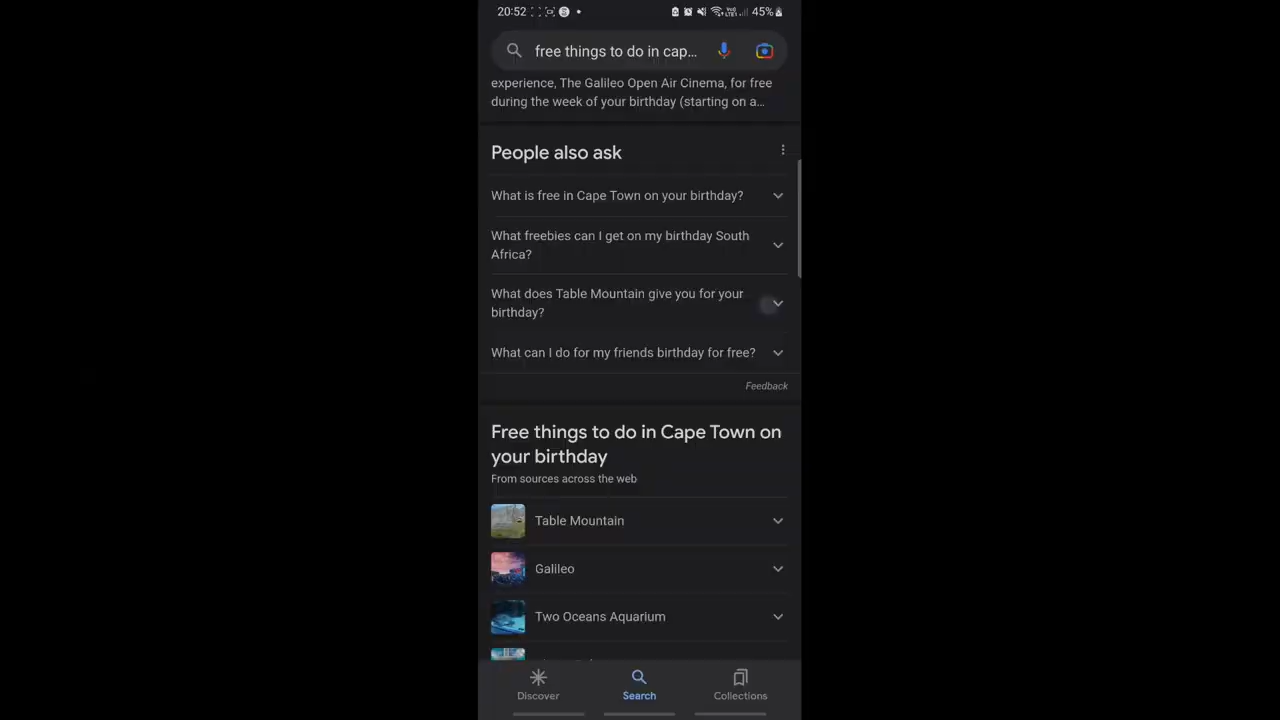 20:52
45%
free things to do in cap...
experience, The Galileo Open Air Cinema, for free
during the week of your birthday (starting on a...
People also ask
What is free in Cape Town on your birthday?
What freebies can I get on my birthday South
Africa?
What does Table Mountain give you for your
birthday?
What can I do for my friends birthday for free?
Feedback
Free things to do in Cape Town on
your birthday
From sources across the web
Table Mountain
Galileo
Two Oceans Aquarium
Discover
Search
Collections